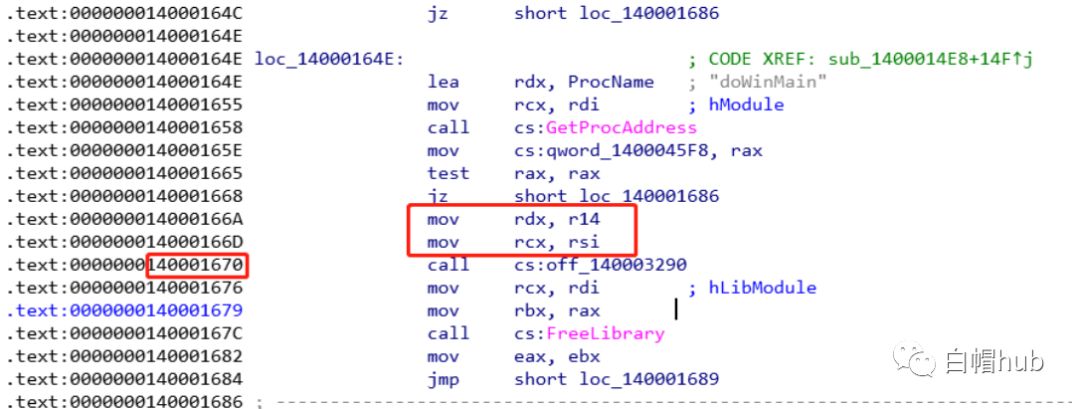 .text:000000014000164C jz short loc_140001686
.text:000000014000164E
.text:000000014000164E loc_14000164E: ; CODE XREF: sub_1400014E8+14F↑j
.text:000000014000164E lea rdx, ProcName ; "doWinMain"
.text:0000000140001655 mov rcx, rdi ; hModule
.text:0000000140001658 call cs:GetProcAddress
.text:000000014000165E mov cs:qword_1400045F8, rax
.text:0000000140001665 test rax, rax
.text:0000000140001668 jz short loc_140001686
.text:000000014000166A mov rdx, r14
.text:000000014000166D mov rcx, rsi
.text:0000000140001670 call cs:off_140003290
.text:0000000140001676 mov rcx, rdi ; hLibModule
.text:0000000140001679 mov rbx, rax
.text:000000014000167C call cs:FreeLibrary
.text:0000000140001682 mov eax, ebx
.text:0000000140001684 jmp short loc_140001689
.text:0000000140001686 ; ---------------------------------------------------------------------------
白帽hub